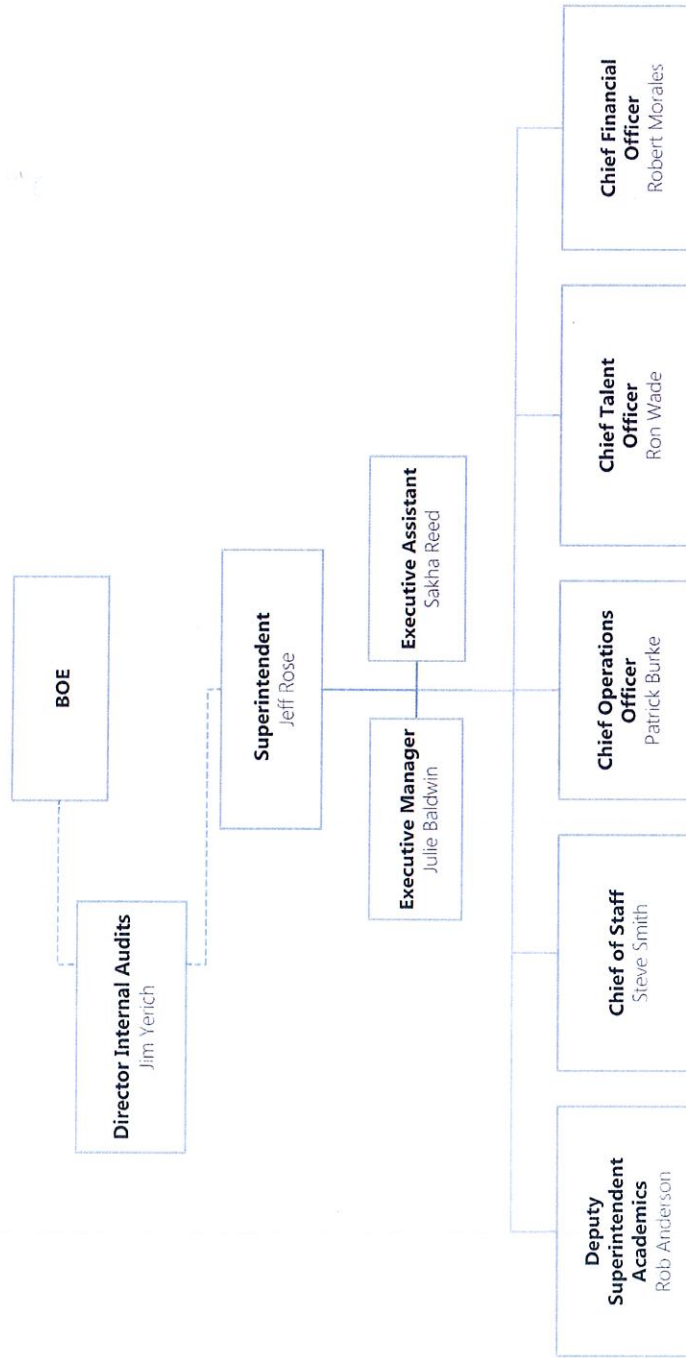 BOE
Director Internal Audits
Jim Yerich
Superintendent
Jeff Rose
Executive Manager
Julie Baldwin
Executive Assistant
Sakha Reed
Deputy
Superintendent
Academics
Rob Anderson
Chief of Staff
Steve Smith
Chief Operations
Officer
Patrick Burke
Chief Talent
Officer
Ron Wade
Chief Financial
Officer
Robert Morales